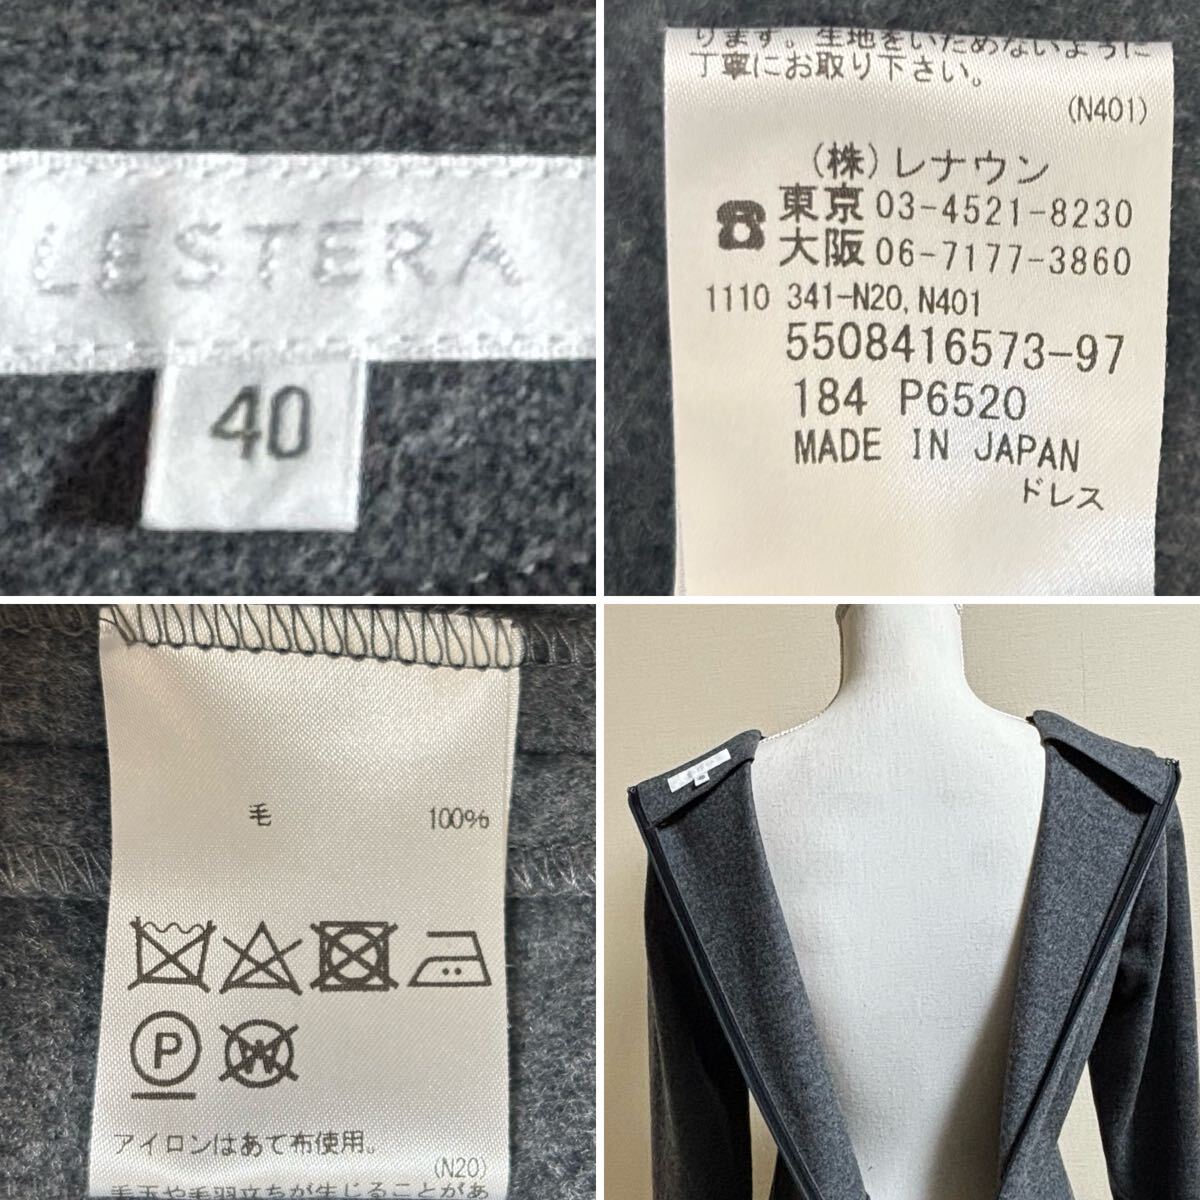 LESTERA
40
ります。生地をいためないように
丁寧にお取り下さい。
(N401)
(株)レナウン
☎東京 03-4521-8230
大阪 06-7177-3860
1110 341-N20, N401
5508416573-97
184 P6520
MADE IN JAPAN
ドレス
毛 100%
P
W
アイロンはあて布使用。
(N20)
毛玉や毛羽立ちが生じることがあ